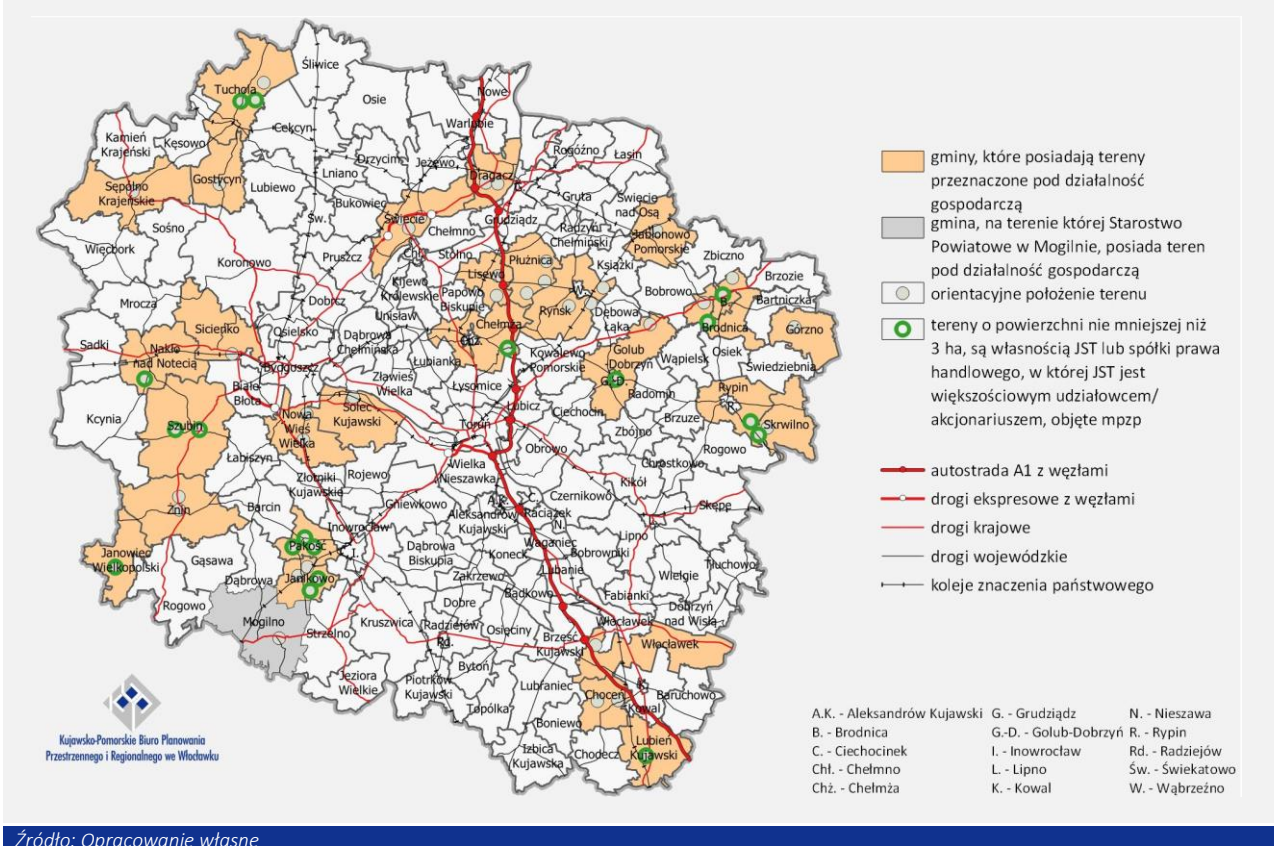 Śliwice
Nowe
Tuchola
Osie
Warlubie
Cekcyn
Kamień
Krajeński
Kęsowo
Rogóźno
Łasin
Drzycim
Jeżewo
Lniano
Dragacz
Gostycyn
Sępólno
Krajeńskie
Lubiewo
Bukowiec
G.
Gruta
Święcie
nad Osą
Św.
Świecie
Grudziądz
Radzyń
Chełmiński
Sośno
Chełmno
Jabłonowo
Pomorskie
Więcbork
Koronowo
Pruszcz
Chł.
Stolno
Płużnica
Książki
Zbiczno
Lisewo
Brzozie
Kijewo
Królewskie
Papowo
Biskupie
W.
Bobrowo
Mrocza
Dobrcz
Unisław
B.
Bartniczka
Ryńsk
Dębowa
Łąka
Sicienko
Osielsko
Dąbrowa
Chełmińska
Chełmża
Brodnica
Górzno
Sadki
Nakło
nad Notecią
Chż.
Łubianka
Kowalewo
Pomorskie
Golub
Dobrzyń
Wąpielsk
Osiek
Świedziebnia
Bydgoszcz
Zławieś
Wielka
Łysomice
G.-D.
Radomin
Rypin
Białe
Błota
Kcynia
Solec
Kujawski
Lubicz
Ciechocin
Brzuze
R.
Skrwilno
Szubin
Nowa
Wieś
Wielka
Toruń
Zbójno
Rogowo
Łabiszyn
Obrowo
Wielka
Nieszawka
Chrostkowo
Złotniki
Kujawskie
Rojewo
Kikół
Żnin
Barcin
Gniewkowo
A.K.
C.
Czernikowo
Skępe
Aleksandrów
Kujawski
Raciążek
N.
Inowrocław
Pakość
I.
Waganiec
Lipno
Janowiec
Wielkopolski
Gąsawa
Dąbrowa
Biskupia
Koneck
Bobrowniki
Tłuchowo
Janikowo
Lubanie
Dąbrowa
Zakrzewo
Wielgie
Bądkowo
Fabianki
Rogowo
Dobre
Dobrzyń
nad Wisłą
Mogilno
Strzelno
Kruszwica
Radziejów
Osięciny
Włocławek
Rd.
Brześć
Kujawski
Włocławek
Jeziora
Wielkie
Bytoń
Piotrków
Kujawski
Lubraniec
K.
Choceń
Baruchowo
Topólka
Kowal
Boniewo
Lubień
Kujawski
Izbica
Kujawska
Chodecz
gminy, które posiadają tereny
przeznaczone pod działalność
gospodarczą
gmina, na terenie której Starostwo
Powiatowe w Mogilnie, posiada teren
pod działalność gospodarczą
orientacyjne położenie terenu
tereny o powierzchni nie mniejszej niż
3 ha, są własnością JST lub spółki prawa
handlowego, w której JST jest
większościowym udziałowcem/
akcjonariuszem, objęte mpzp
autostrada A1 z węzłami
drogi ekspresowe z węzłami
drogi krajowe
drogi wojewódzkie
koleje znaczenia państwowego
Kujawsko-Pomorskie Biuro Planowania
Przestrzennego i Regionalnego we Włocławku
A.K. - Aleksandrów Kujawski
B. - Brodnica
C. - Ciechocinek
Chł. - Chełmno
Chż. - Chełmża
G. - Grudziądz
G.-D. - Golub-Dobrzyń
I. - Inowrocław
L. - Lipno
K. - Kowal
N. - Nieszawa
R. - Rypin
Rd. - Radziejów
Św. - Świekatowo
W. - Wąbrzeźno
Źródło: Opracowanie własne